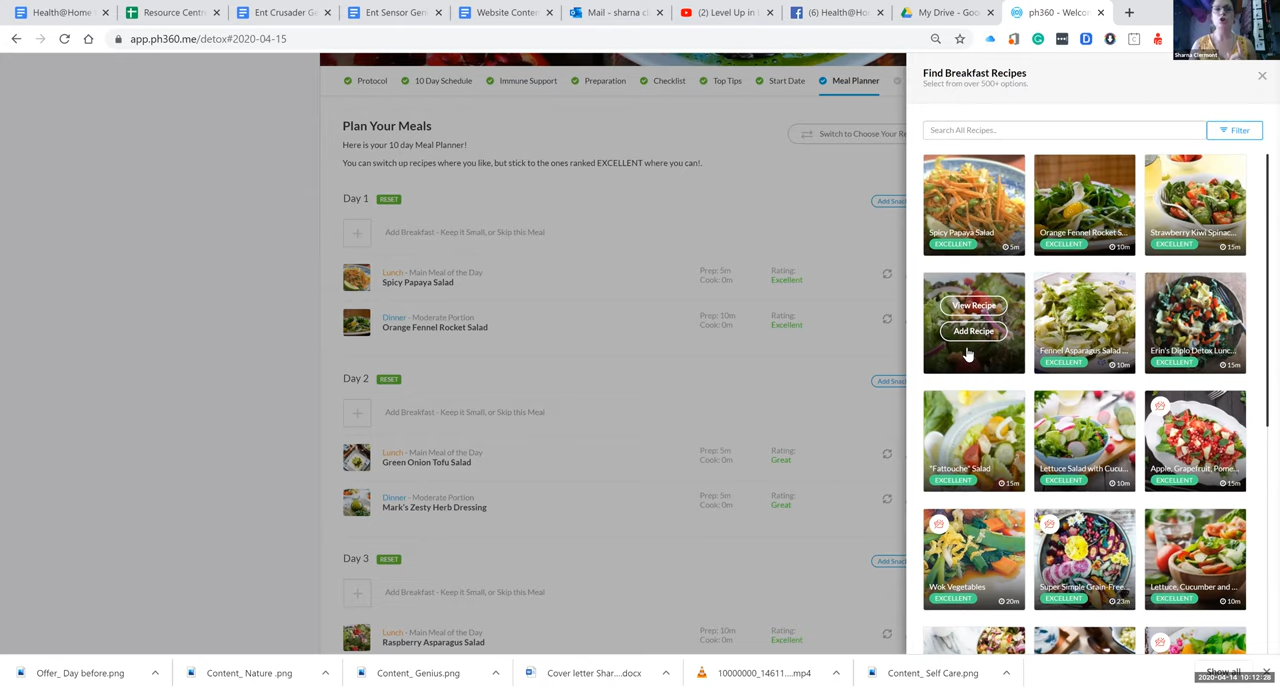 Health@Home
Resource Centr
Ent Crusader Ge
Ent Sensor Gen
Website Conten
Mail - sharna cl
(2) Level Up in L
(6) Health@Hom
My Drive - Goo
ph360 - Welcom
app.ph360.me/detox#2020-04-15
Sharna Clermont
Protocol
10 Day Schedule
Immune Support
Preparation
Checklist
Top Tips
Start Date
Meal Planner
Plan Your Meals
Here is your 10 day Meal Planner!
You can switch up recipes where you like, but stick to the ones ranked EXCELLENT where you can!.
Switch to Choose Your Re
Day 1 RESET
Add Snac
Add Breakfast - Keep it Small, or Skip this Meal
Lunch - Main Meal of the Day
Spicy Papaya Salad
Prep: 5m
Cook: 0m
Rating:
Excellent
Dinner - Moderate Portion
Orange Fennel Rocket Salad
Prep: 10m
Cook: 0m
Rating:
Excellent
Day 2 RESET
Add Snac
Add Breakfast - Keep it Small, or Skip this Meal
Lunch - Main Meal of the Day
Green Onion Tofu Salad
Prep: 5m
Cook: 0m
Rating:
Great
Dinner - Moderate Portion
Mark's Zesty Herb Dressing
Prep: 5m
Cook: 0m
Rating:
Great
Day 3 RESET
Add Snac
Add Breakfast - Keep it Small, or Skip this Meal
Lunch - Main Meal of the Day
Raspberry Asparagus Salad
Prep: 10m
Cook: 0m
Rating:
Excellent
Find Breakfast Recipes
Select from over 500+ options.
Search All Recipes..
Filter
Spicy Papaya Salad
EXCELLENT 5m
Orange Fennel Rocket S...
EXCELLENT 10m
Strawberry Kiwi Spinac...
EXCELLENT 15m
View Recipe
Add Recipe
Fennel Asparagus Salad ...
EXCELLENT 10m
Erin's Diplo Detox Lunc...
EXCELLENT 15m
"Fattouche" Salad
EXCELLENT 15m
Lettuce Salad with Cucu...
EXCELLENT 10m
Apple, Grapefruit, Pome...
EXCELLENT 15m
Wok Vegetables
EXCELLENT 20m
Super Simple Grain-Free...
EXCELLENT 23m
Lettuce, Cucumber and ...
EXCELLENT 10m
Offer_ Day before.png
Content_ Nature .png
Content_ Genius.png
Cover letter Shar....docx
10000000_14611....mp4
Content_ Self Care.png
Show all
2020-04-14 10:12:28